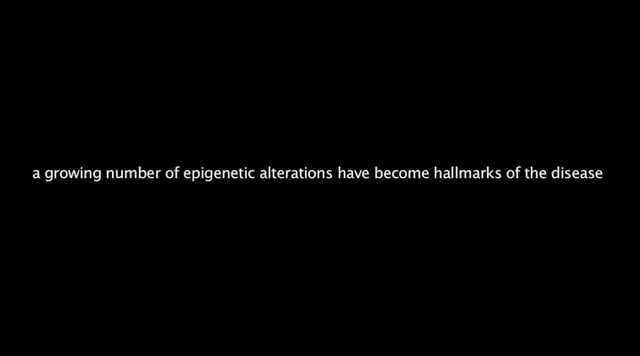 a growing number of epigenetic alterations have become hallmarks of the disease